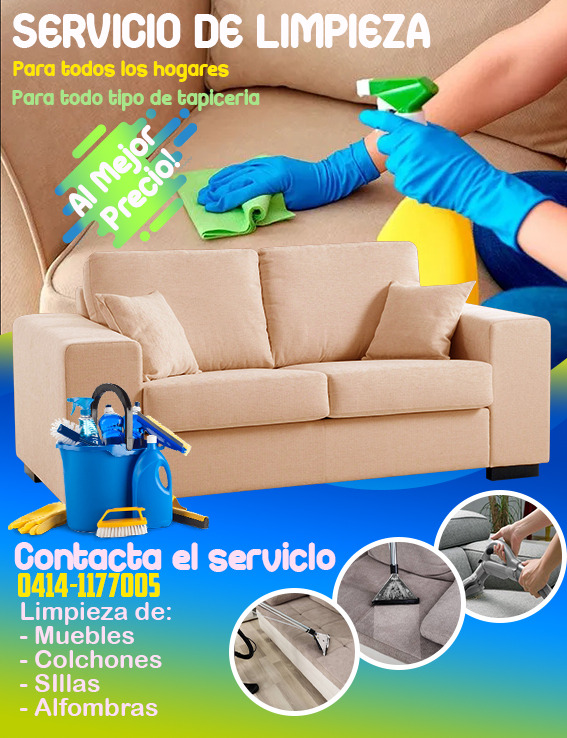 SERVICIO DE LIMPIEZA
Para todos los hogares
Para todo tipo de tapiceria
Al Mejor
Precio!
Contacta el servicIo
0414-1177005
Limpieza de:
- Muebles
- Colchones
- SIllas
- Alfombras